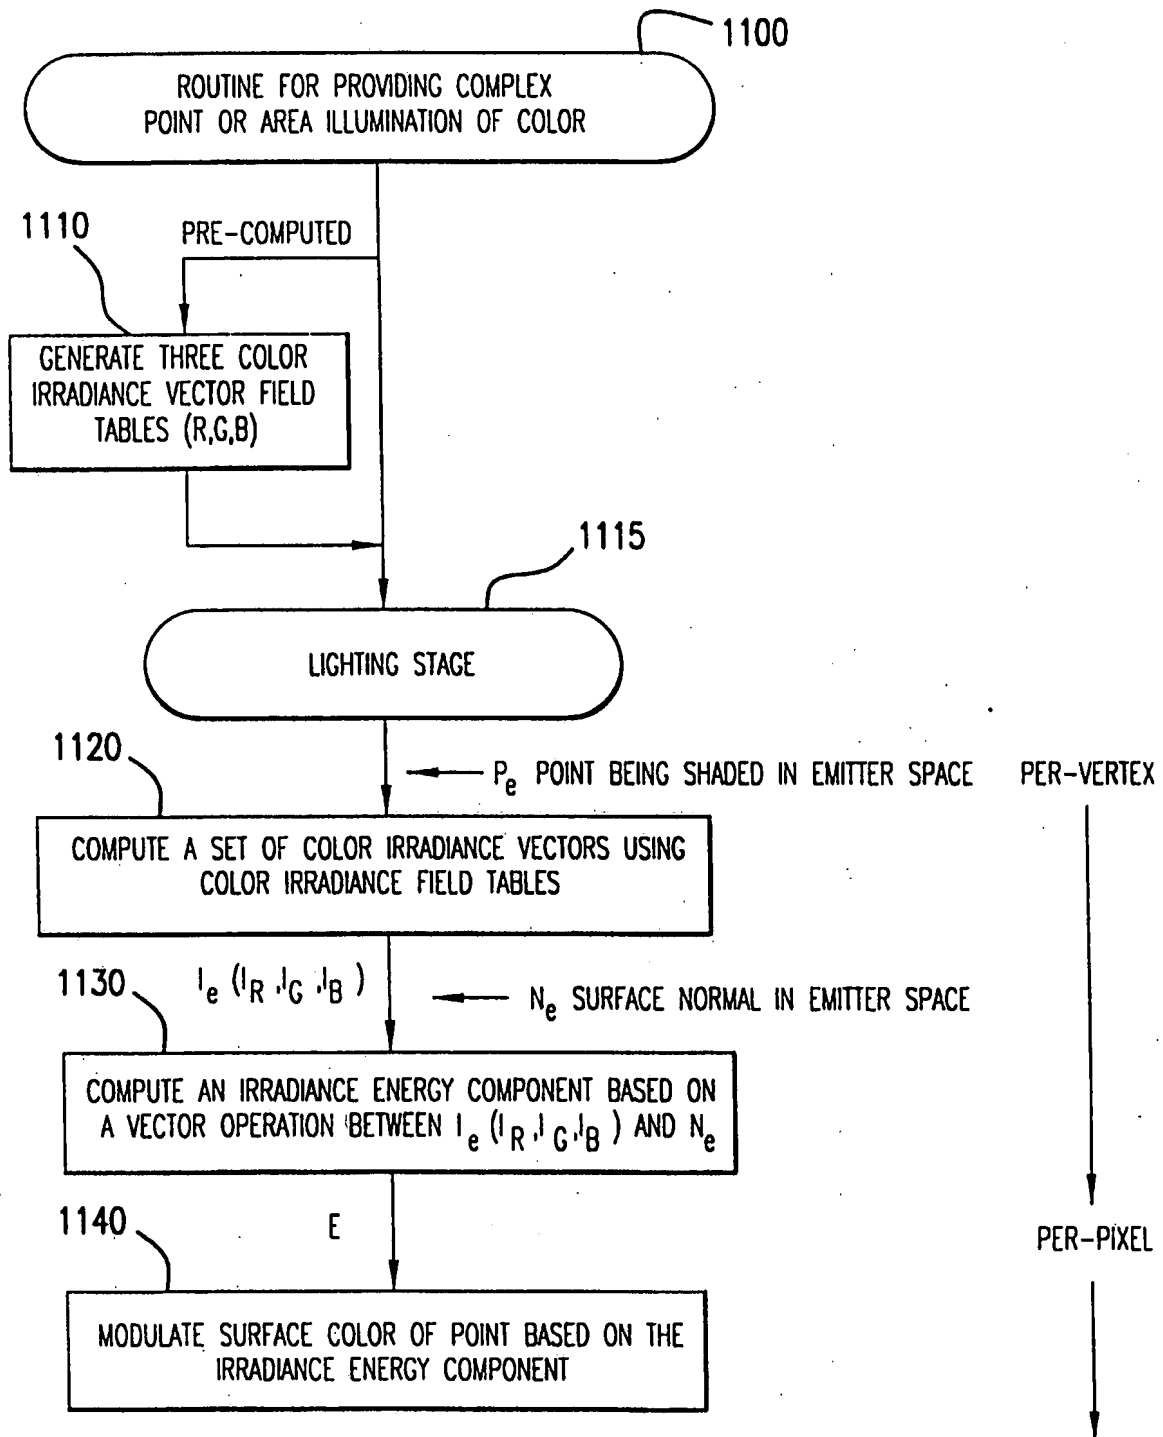 1100
ROUTINE FOR PROVIDING COMPLEX
POINT OR AREA ILLUMINATION OF COLOR
1110
PRE-COMPUTED
GENERATE THREE COLOR
IRRADIANCE VECTOR FIELD
TABLES (R,G,B)
1115
LIGHTING STAGE
1120
Pe POINT BEING SHADED IN EMITTER SPACE
PER-VERTEX
COMPUTE A SET OF COLOR IRRADIANCE VECTORS USING
COLOR IRRADIANCE FIELD TABLES
1130
Ie (IR ,IG ,IB )
Ne SURFACE NORMAL IN EMITTER SPACE
COMPUTE AN IRRADIANCE ENERGY COMPONENT BASED ON
A VECTOR OPERATION BETWEEN Ie (IR ,IG ,IB ) AND Ne
1140
E
PER-PIXEL
MODULATE SURFACE COLOR OF POINT BASED ON THE
IRRADIANCE ENERGY COMPONENT